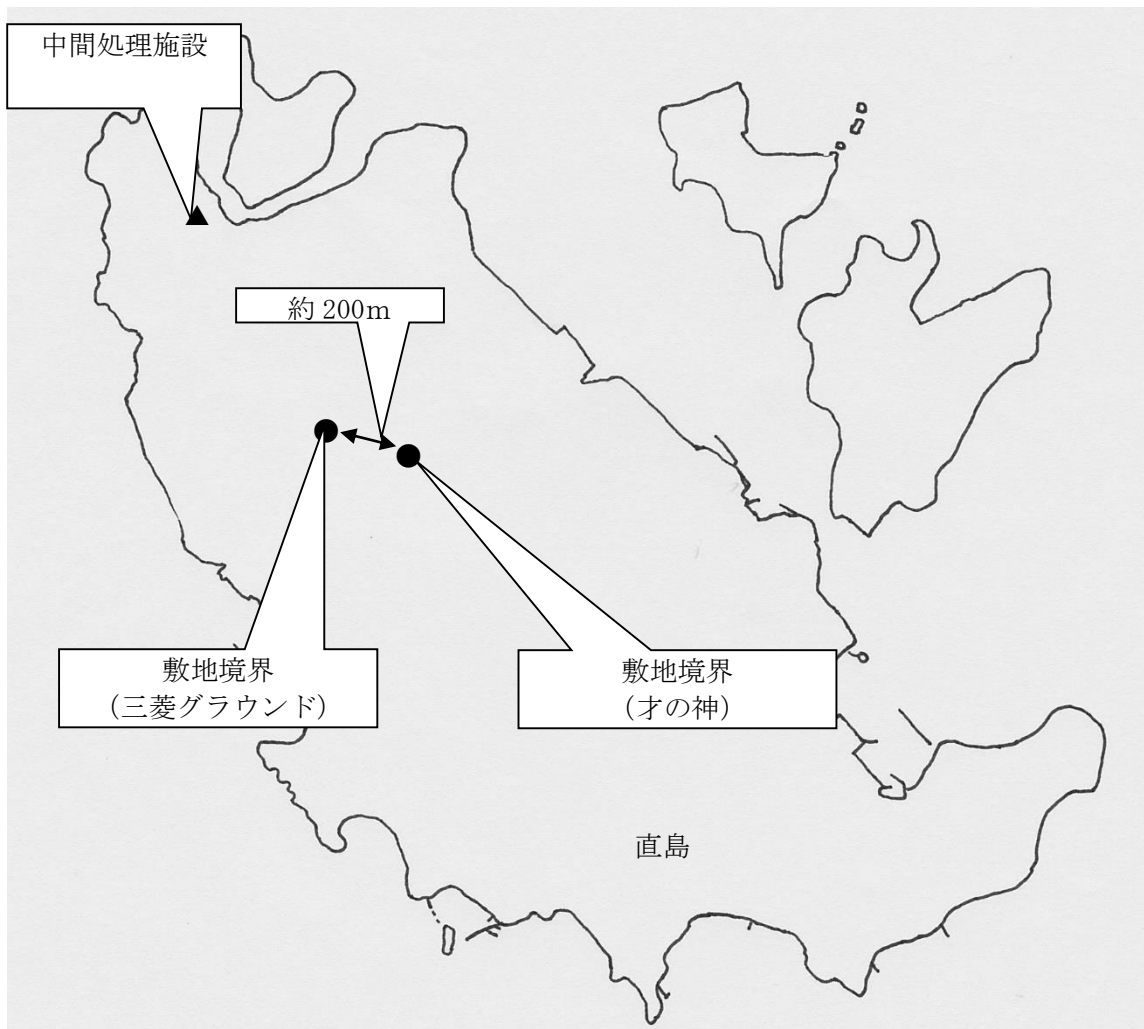 中間処理施設
約 200m
敷地境界
（三菱グラウンド）
敷地境界
（才の神）
直島